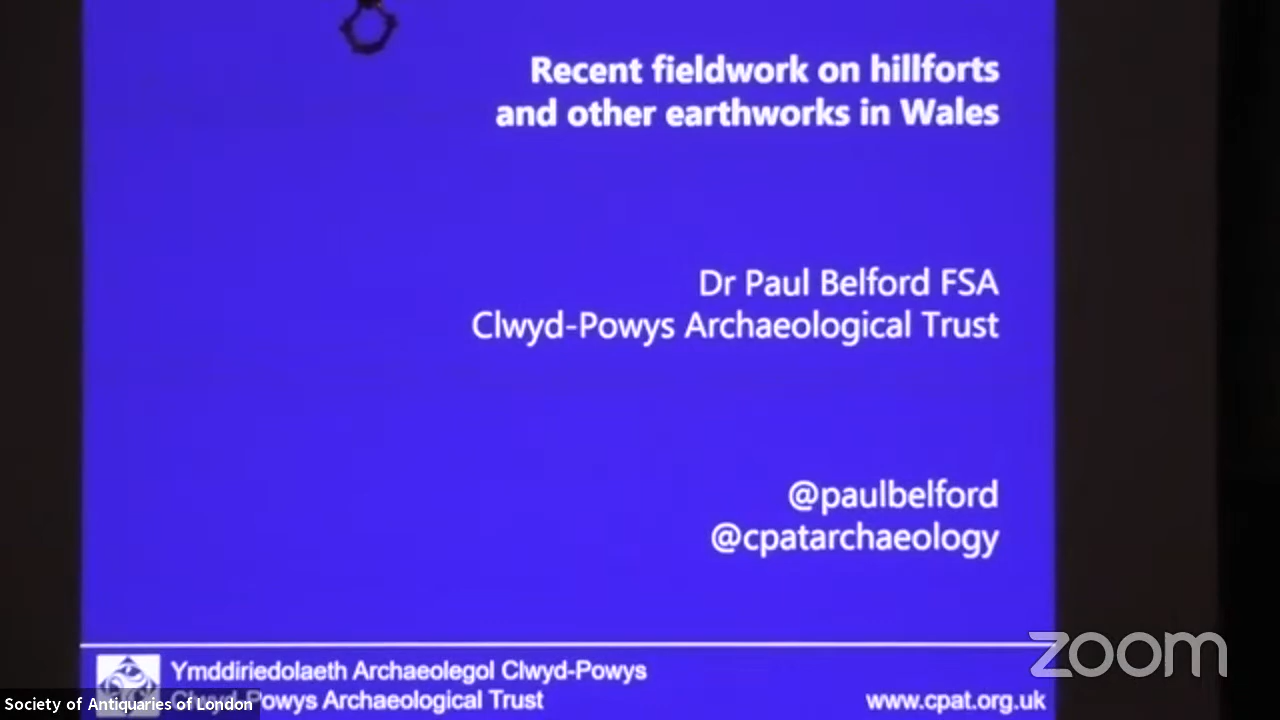 Recent fieldwork on hillforts
and other earthworks in Wales
Dr Paul Belford FSA
Clwyd-Powys Archaeological Trust
@paulbelford
@cpatarchaeology
Ymddiriedolaeth Archaeolegol Clwyd-Powys
Clwyd-Powys Archaeological Trust
www.cpat.org.uk
zoom
Society of Antiquaries of London